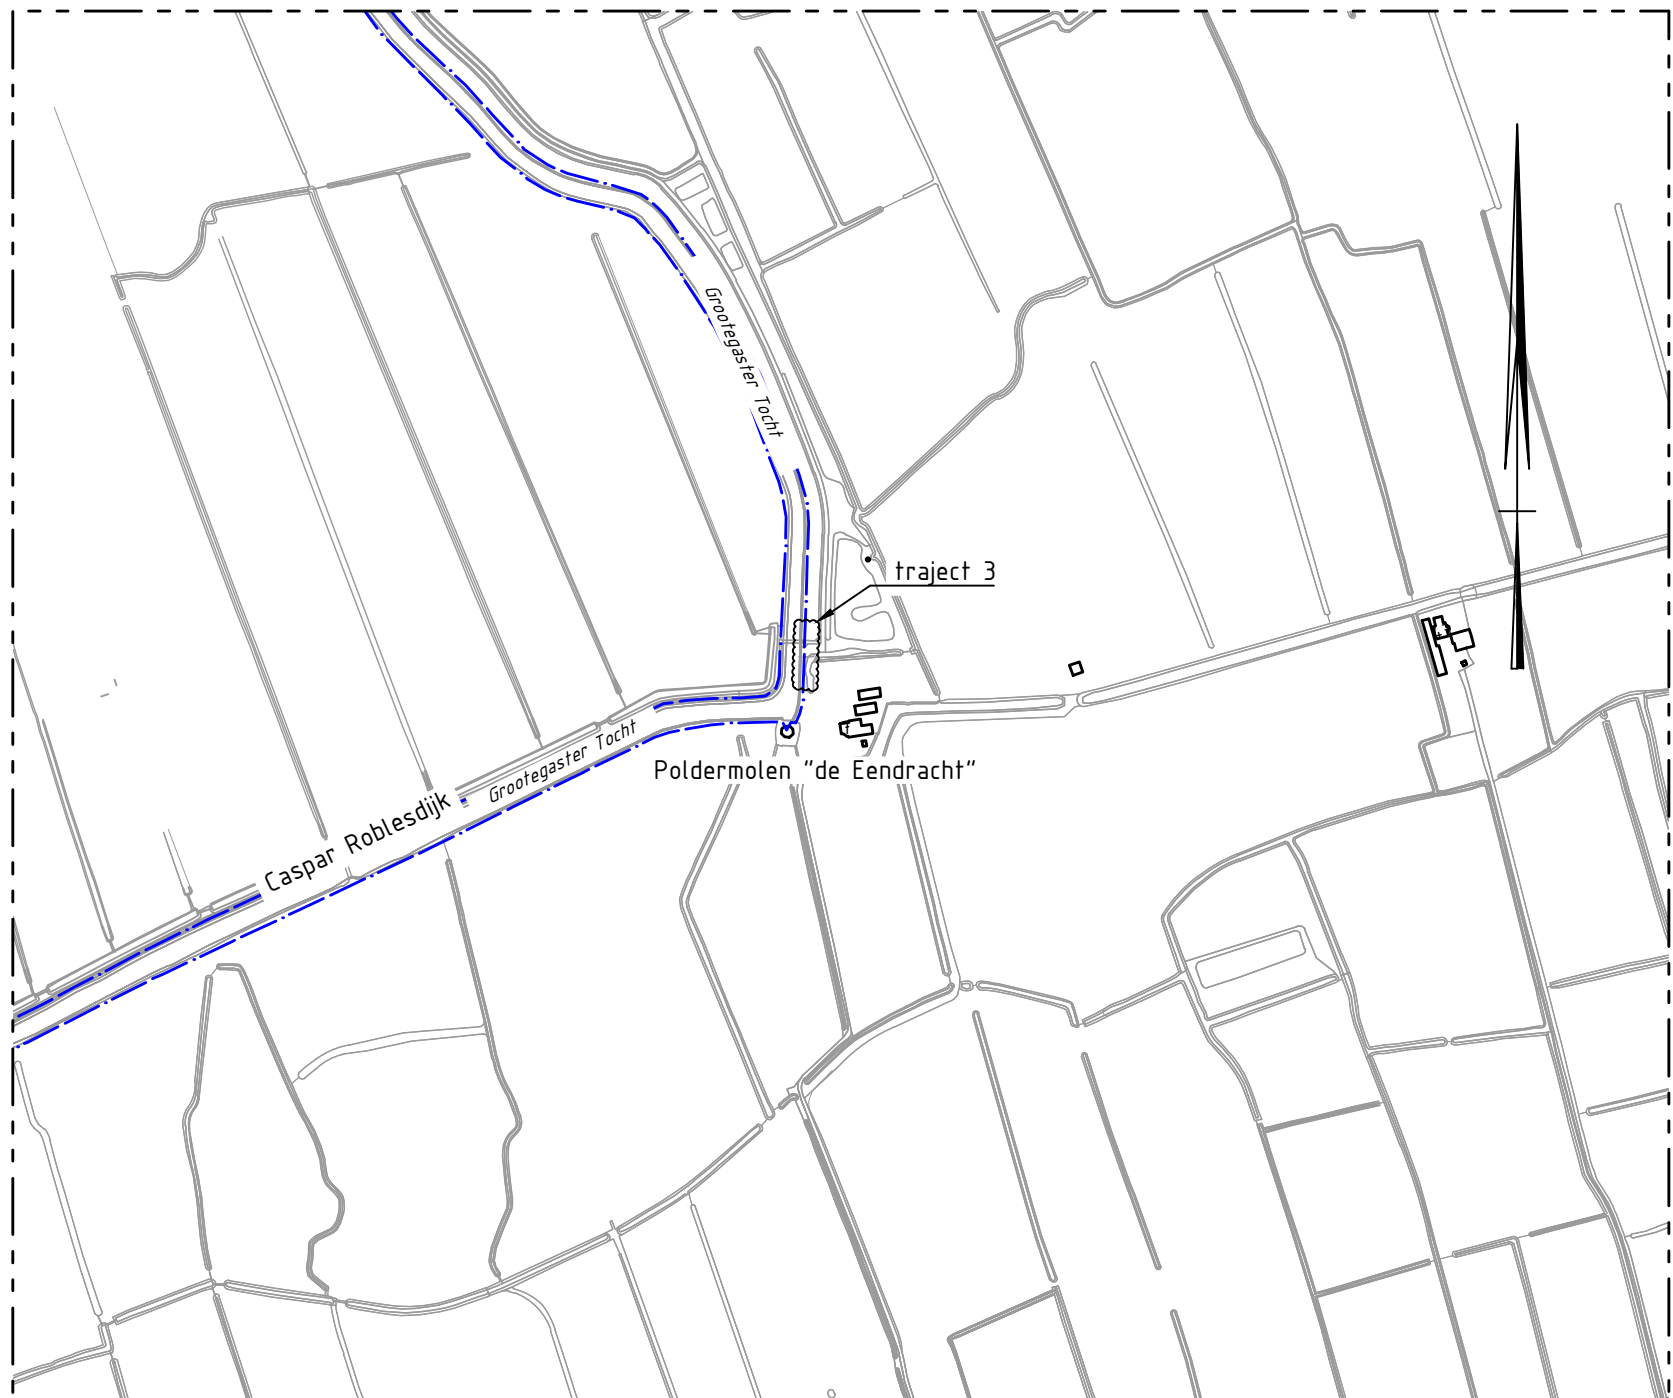 Grootegaster Tocht
traject 3
Grootegaster Tocht
Poldermolen "de Eendracht"
Caspar Roblesdijk